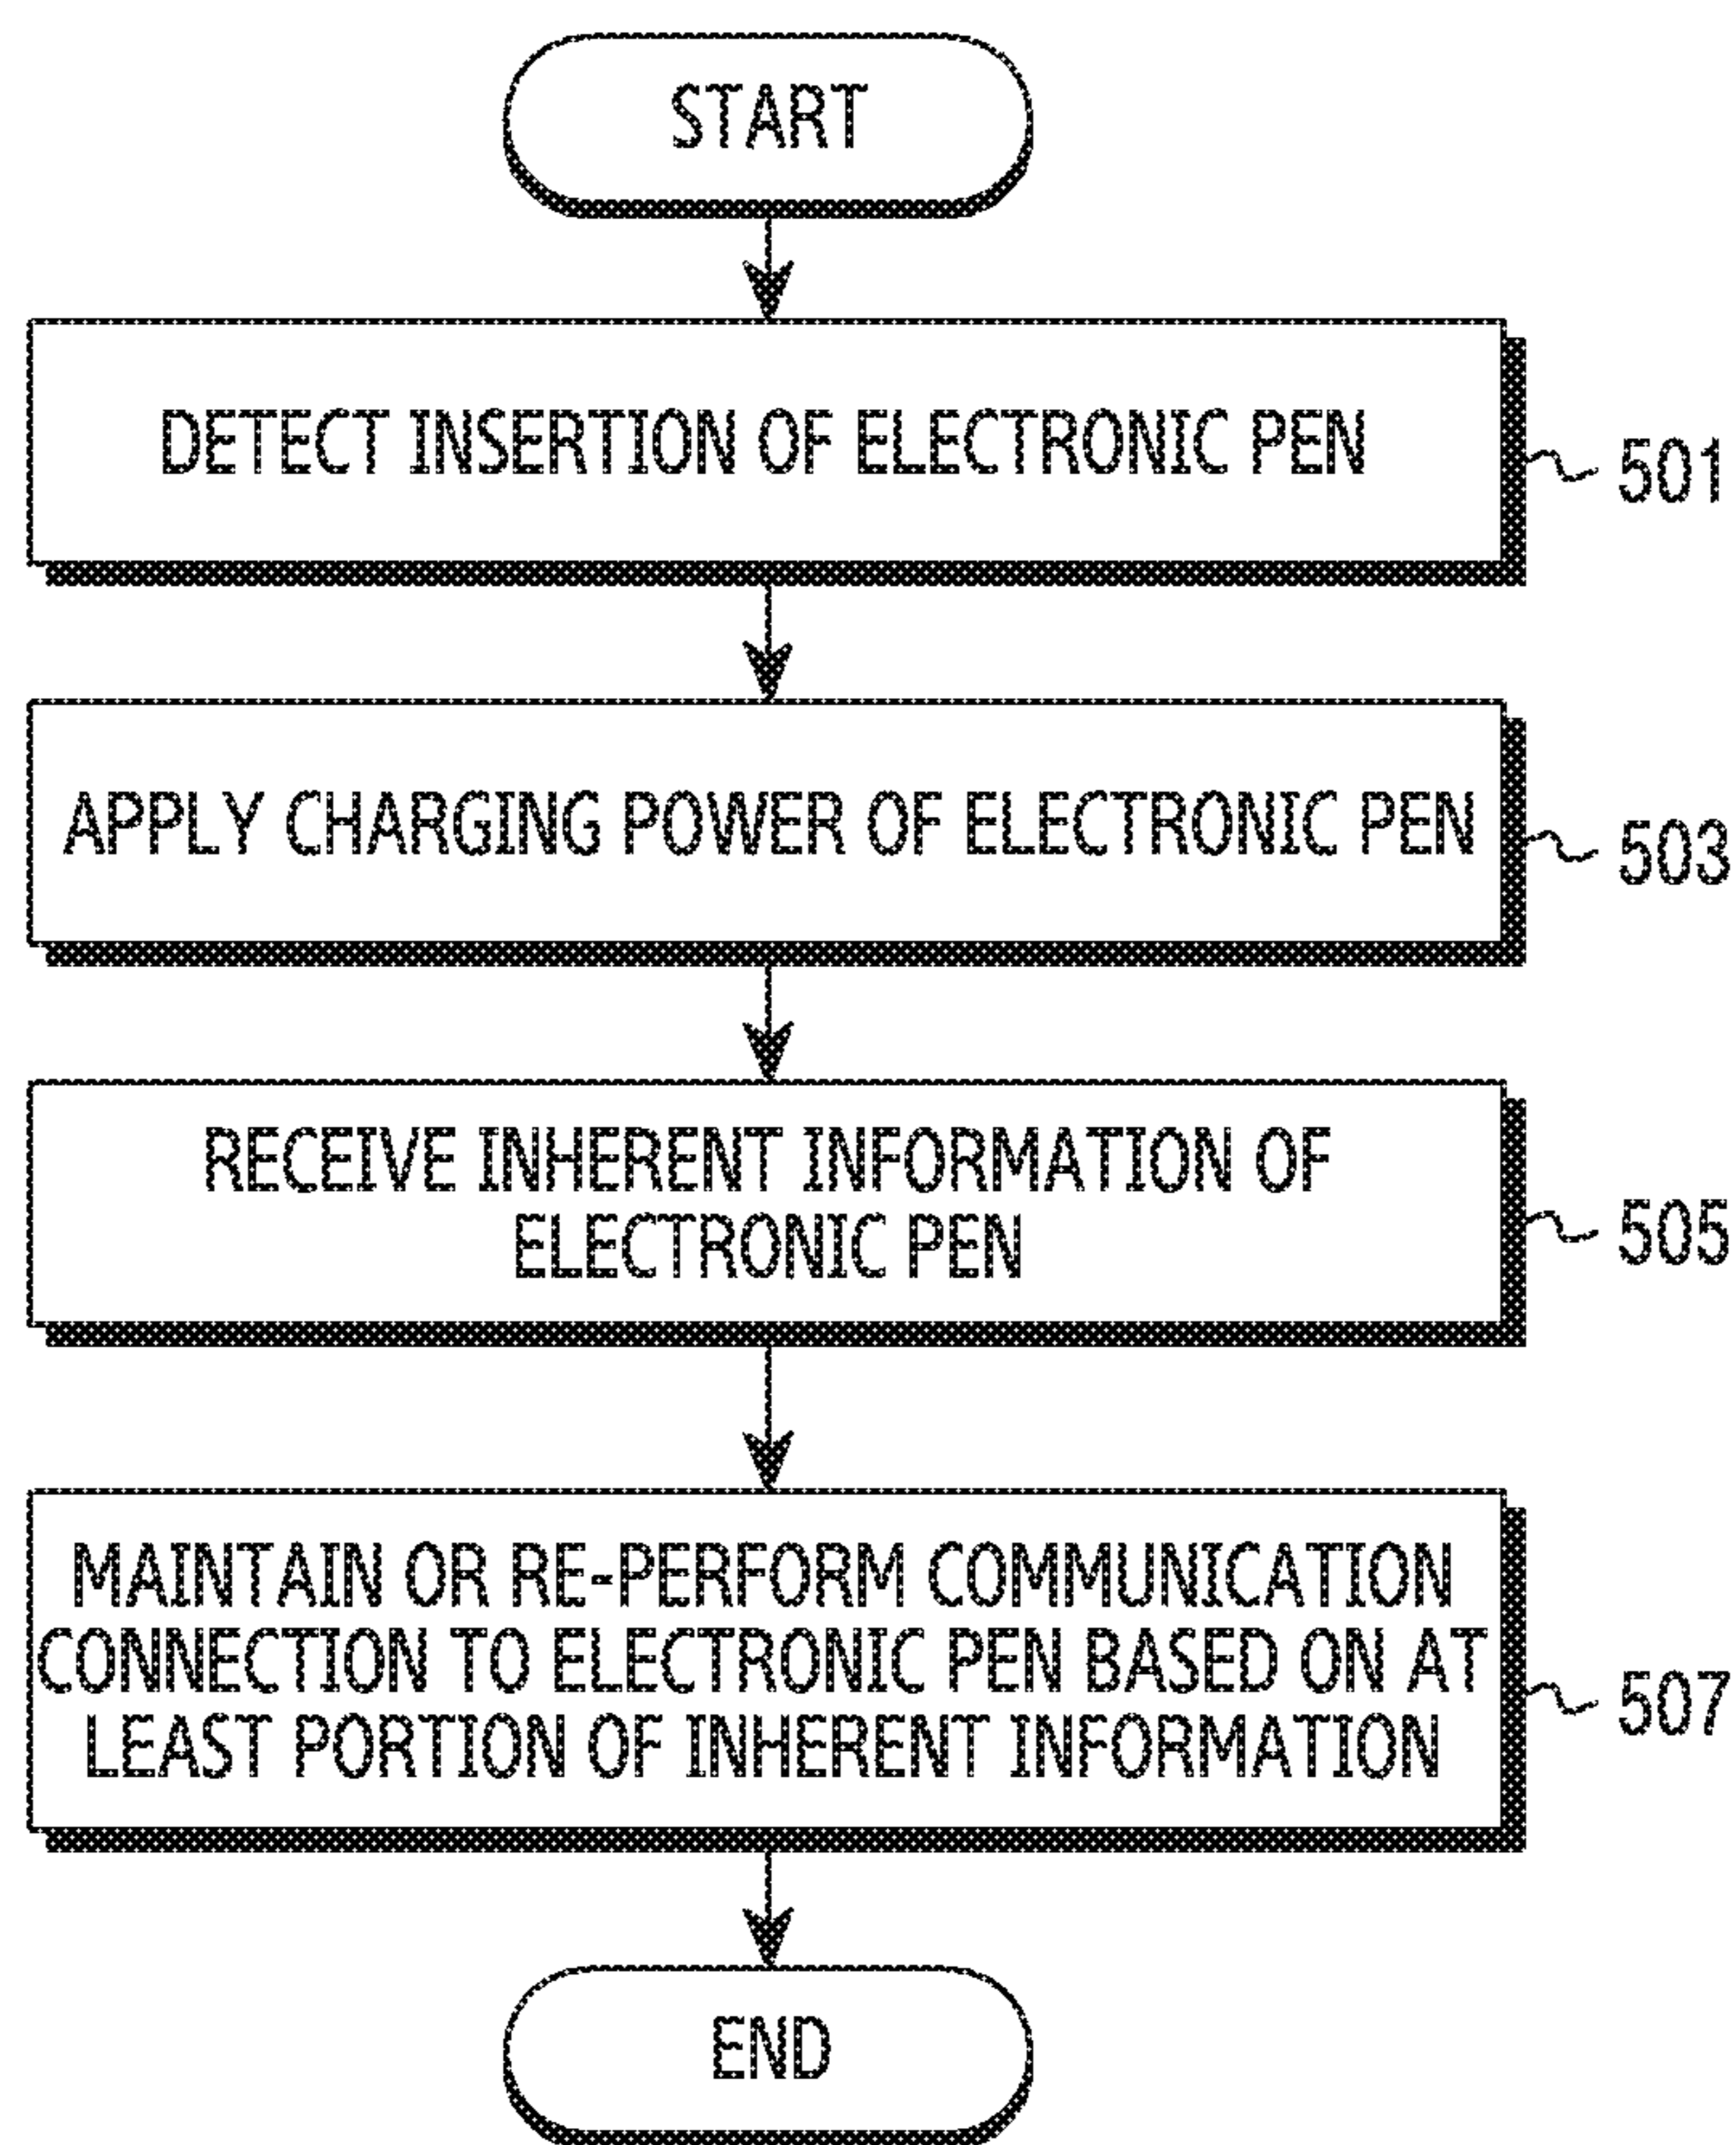 START
DETECT INSERTION OF ELECTRONIC PEN
501
APPLY CHARGING POWER OF ELECTRONIC PEN
503
RECEIVE INHERENT INFORMATION OF
ELECTRONIC PEN
505
MAINTAIN OR RE-PERFORM COMMUNICATION
CONNECTION TO ELECTRONIC PEN BASED ON AT
LEAST PORTION OF INHERENT INFORMATION
507
END